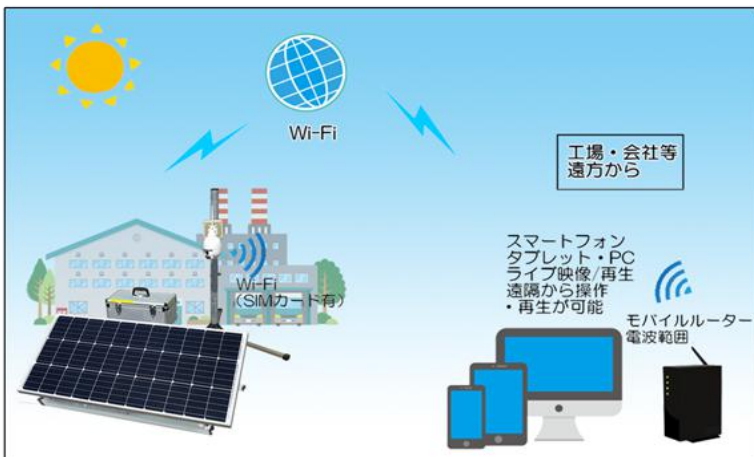 Wi-Fi
工場・会社等
遠方から
Wi-Fi
(SIMカード有)
スマートフォン
タブレット・PC
ライブ映像/再生
遠隔から操作
・再生が可能
モバイルルーター
電波範囲